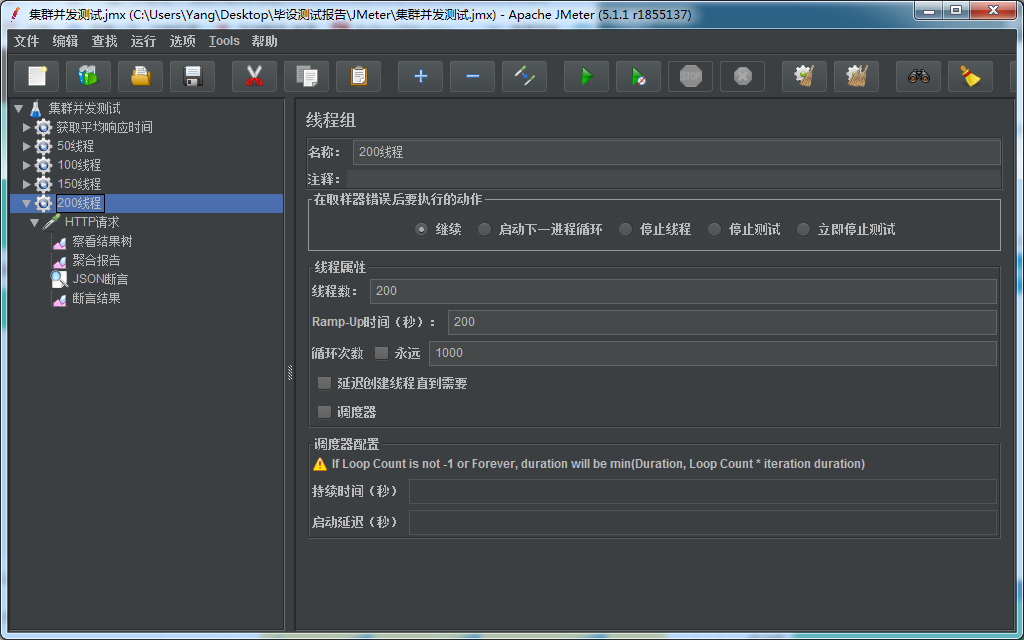 集群并发测试.jmx (C:\Users\Yang\Desktop\毕设测试报告\JMeter\集群并发测试.jmx) - Apache JMeter (5.1.1 r1855137)
文件 编辑 查找 运行 选项 Tools 帮助
STOP
集群并发测试
获取平均响应时间
50线程
100线程
150线程
200线程
HTTP请求
察看结果树
聚合报告
JSON断言
断言结果
线程组
名称： 200线程
注释：
在取样器错误后要执行的动作
继续 启动下一进程循环 停止线程 停止测试 立即停止测试
线程属性
线程数： 200
Ramp-Up时间（秒）： 200
循环次数 永远 1000
延迟创建线程直到需要
调度器
调度器配置
If Loop Count is not -1 or Forever, duration will be min(Duration, Loop Count * iteration duration)
持续时间（秒）
启动延迟（秒）